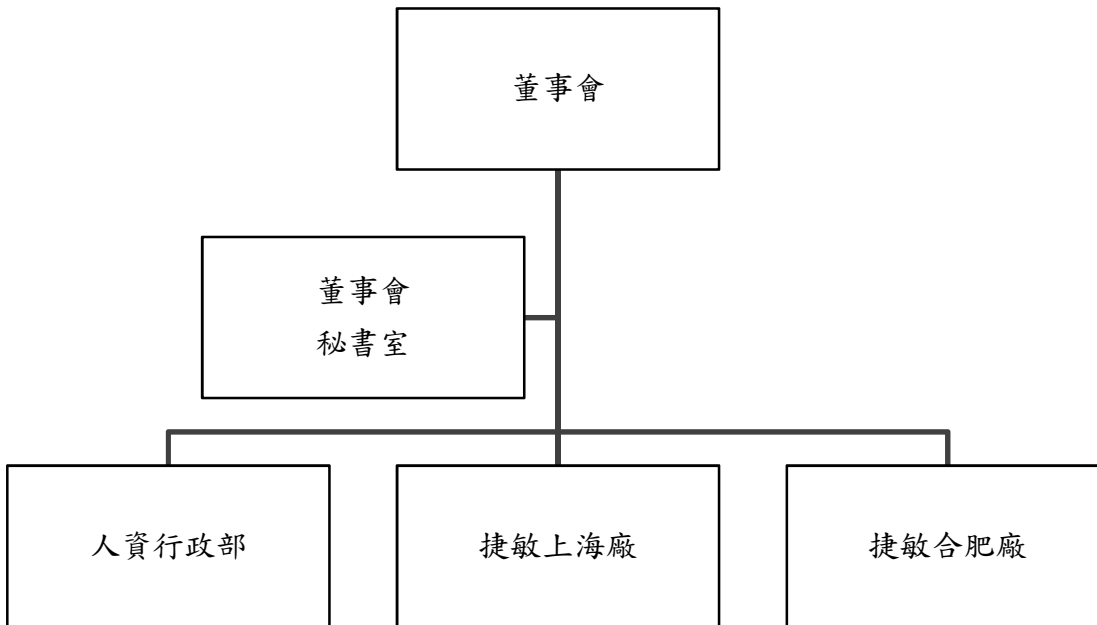 董事會
董事會
秘書室
人資行政部
捷敏上海廠
捷敏合肥廠